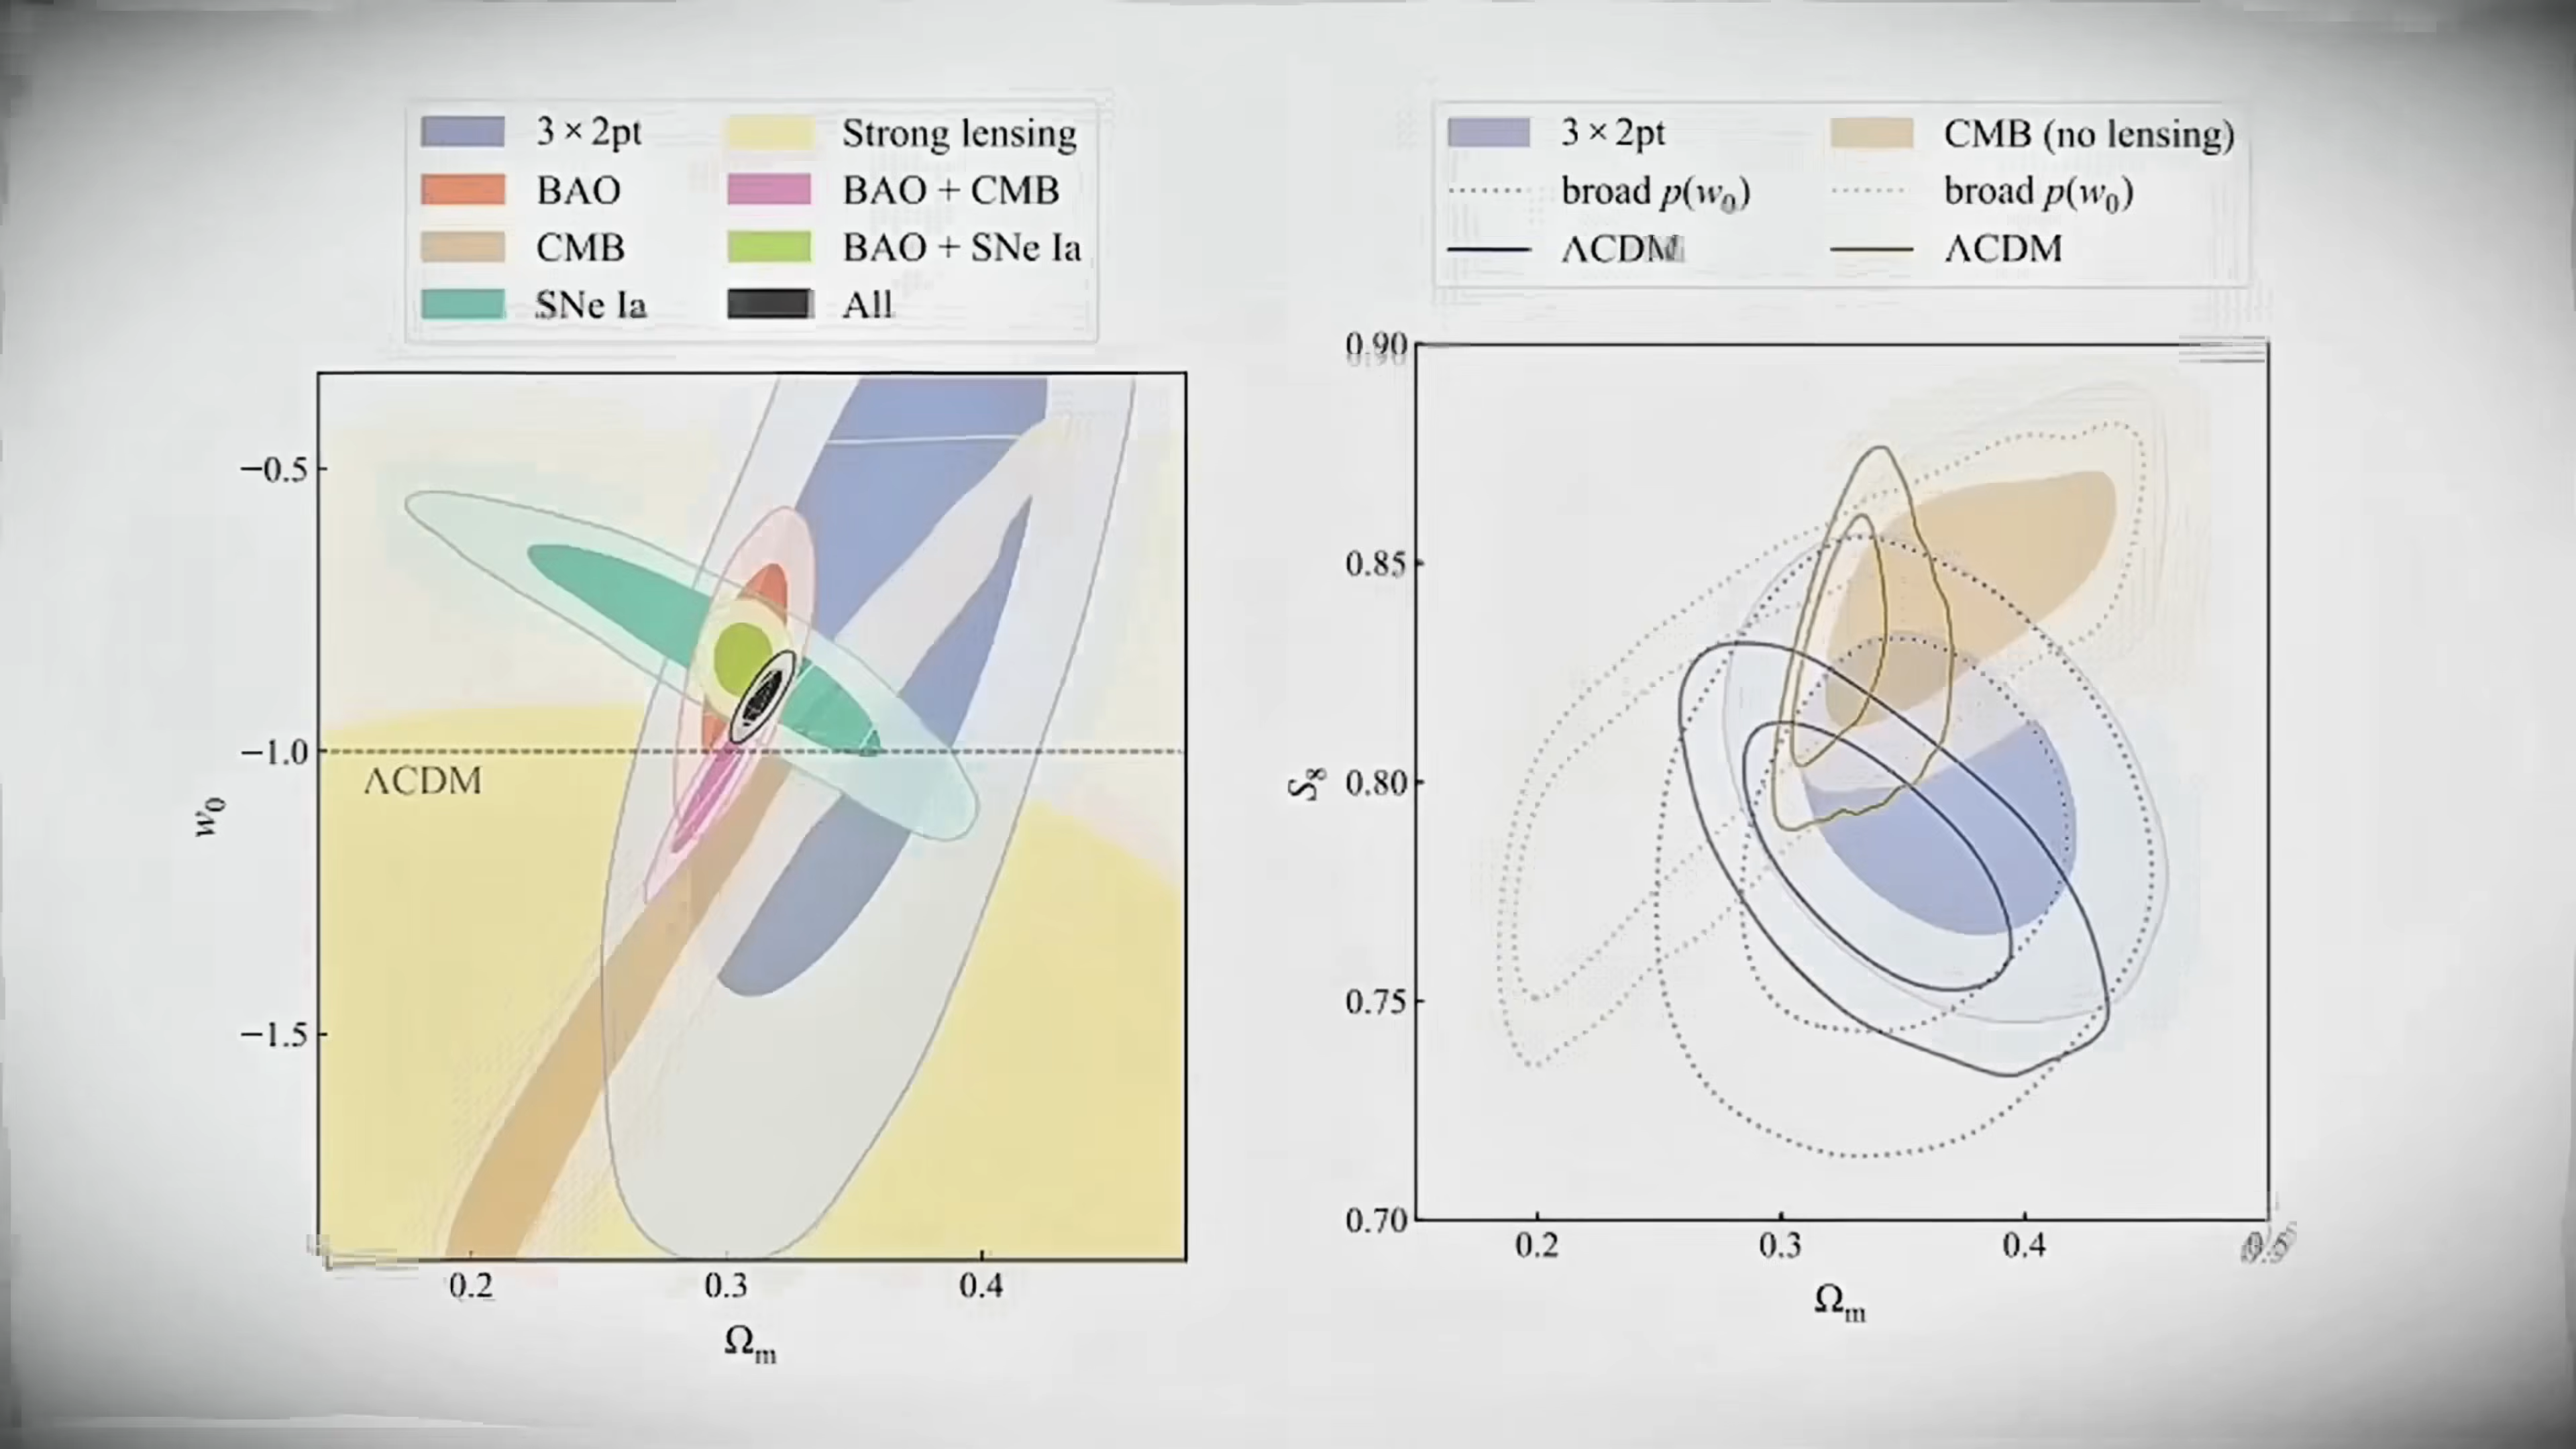 3 × 2pt
Strong lensing
BAO
BAO + CMB
CMB
BAO + SNe Ia
SNe Ia
All
−0.5
−1.0
−1.5
w₀
ΛCDM
0.2
0.3
0.4
Ωₘ
3 × 2pt
CMB (no lensing)
broad p(w₀)
broad p(w₀)
ΛCDM
ΛCDM
0.90
0.85
0.80
0.75
0.70
S₈
0.2
0.3
0.4
Ωₘ